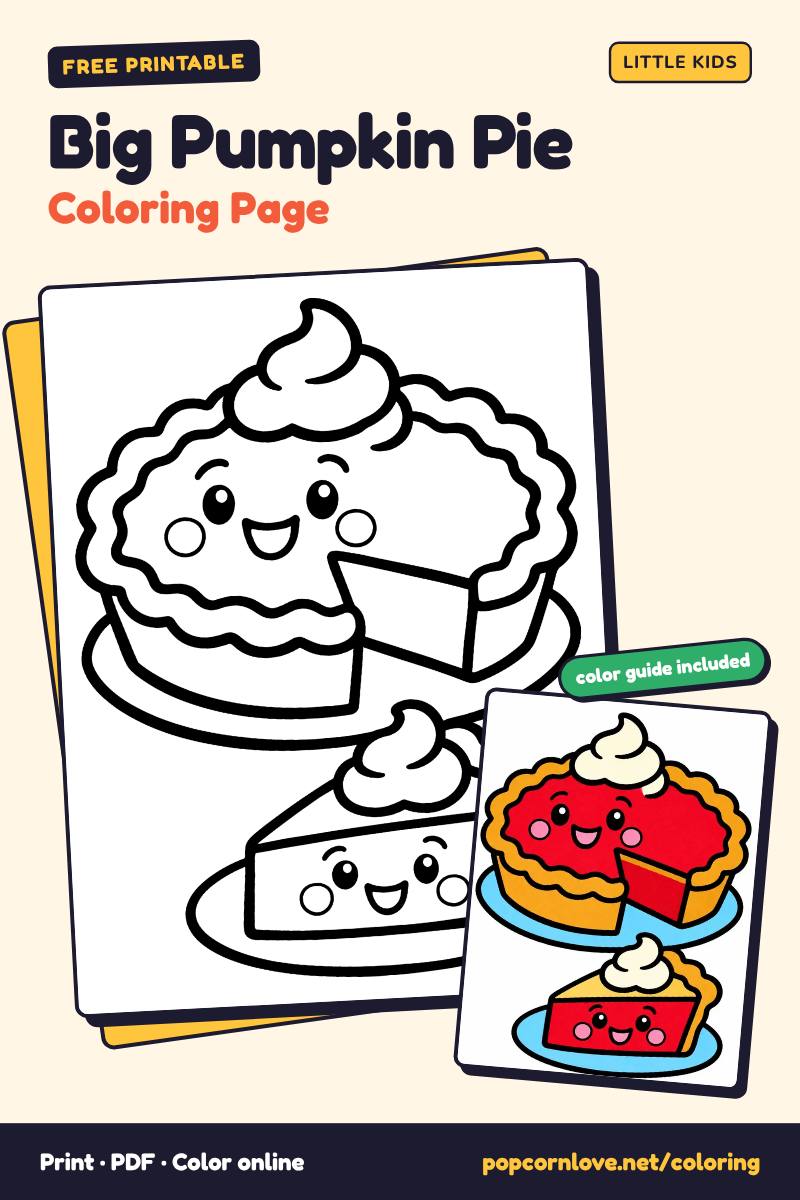 FREE PRINTABLE
LITTLE KIDS
Big Pumpkin Pie
Coloring Page
color guide included
Print · PDF · Color online
popcornlove.net/coloring